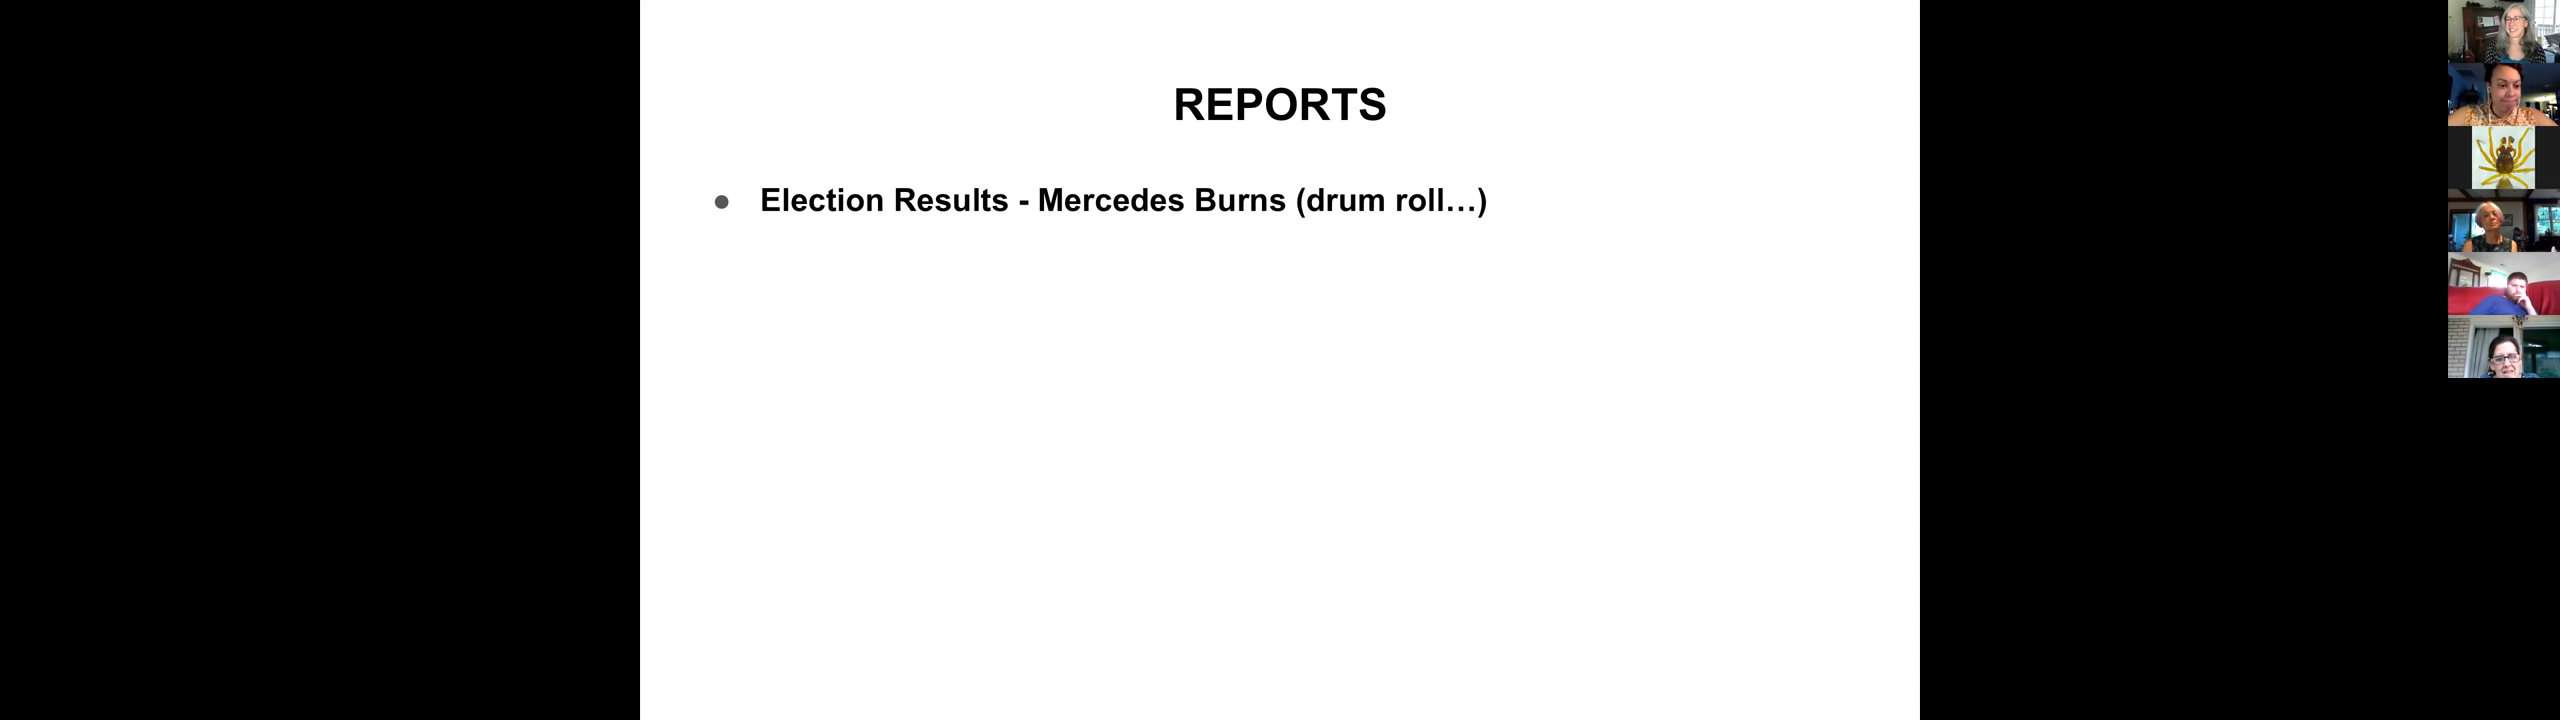 REPORTS
● Election Results - Mercedes Burns (drum roll…)